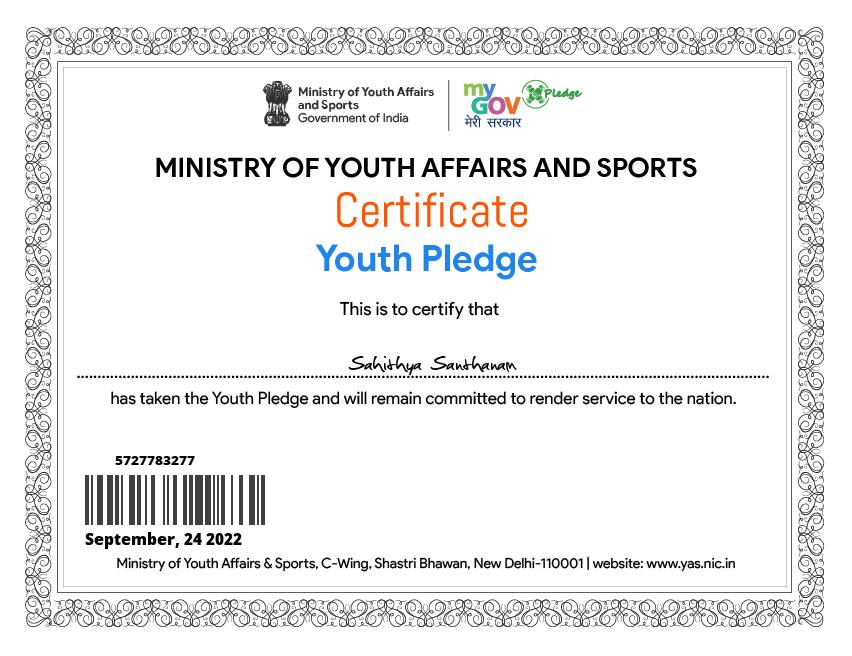 Ministry of Youth Affairs
and Sports
Government of India
my
GOV
मेरी सरकार
Pledge
MINISTRY OF YOUTH AFFAIRS AND SPORTS
Certificate
Youth Pledge
This is to certify that
Sahithya Santhanam
has taken the Youth Pledge and will remain committed to render service to the nation.
5727783277
September, 24 2022
Ministry of Youth Affairs & Sports, C-Wing, Shastri Bhawan, New Delhi-110001 | website: www.yas.nic.in